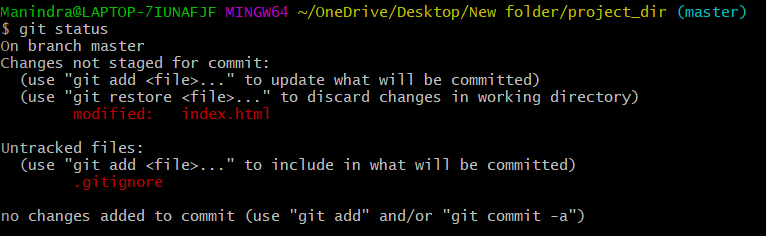 Manindra@LAPTOP-7IUNAFJF MINGW64 ~/OneDrive/Desktop/New folder/project_dir (master)
$ git status
On branch master
Changes not staged for commit:
  (use "git add <file>..." to update what will be committed)
  (use "git restore <file>..." to discard changes in working directory)
        modified:   index.html

Untracked files:
  (use "git add <file>..." to include in what will be committed)
        .gitignore

no changes added to commit (use "git add" and/or "git commit -a")